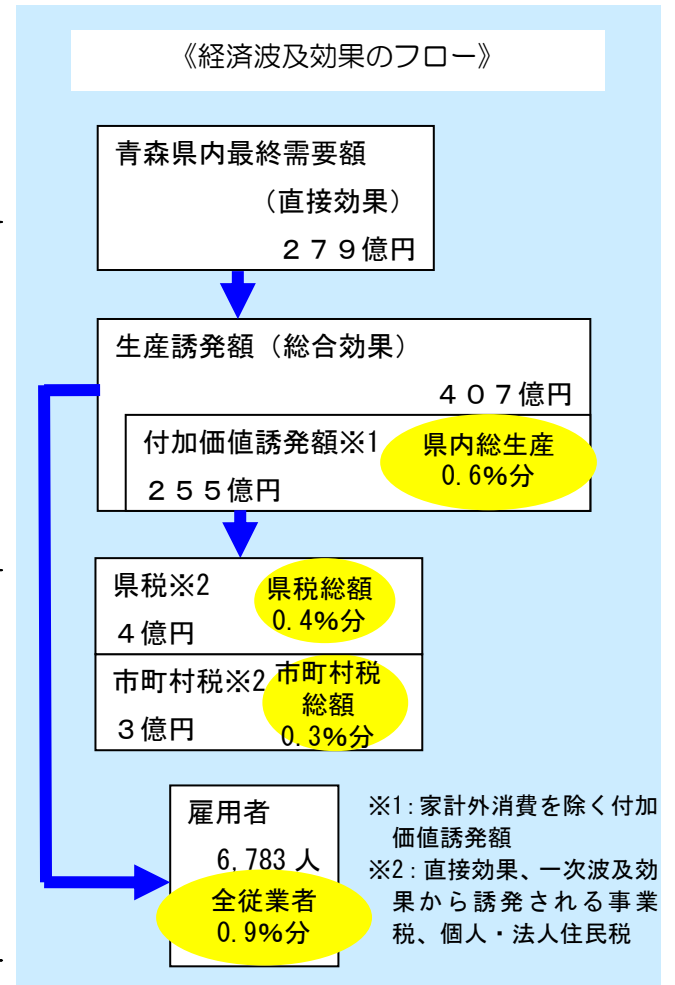 《経済波及効果のフロー》
青森県内最終需要額
（直接効果）
２７９億円
生産誘発額（総合効果）
４０７億円
付加価値誘発額※1
２５５億円
県内総生産
0.6％分
県税※2
４億円
県税総額
0.4％分
市町村税※2
３億円
市町村税
総額
0.3％分
雇用者
6,783 人
全従業者
0.9％分
※1：家計外消費を除く付加
価値誘発額
※2：直接効果、一次波及効
果から誘発される事業
税、個人・法人住民税